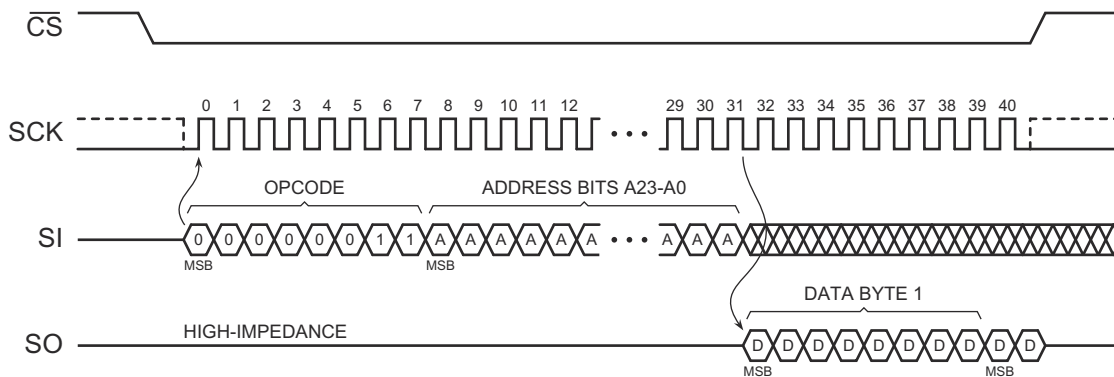 CS
0 1 2 3 4 5 6 7 8 9 10 11 12 29 30 31 32 33 34 35 36 37 38 39 40
SCK
OPCODE ADDRESS BITS A23-A0
SI 0 0 0 0 0 0 1 1 A A A A A A A A A
MSB MSB
DATA BYTE 1
SO HIGH-IMPEDANCE D D D D D D D D D D
MSB MSB